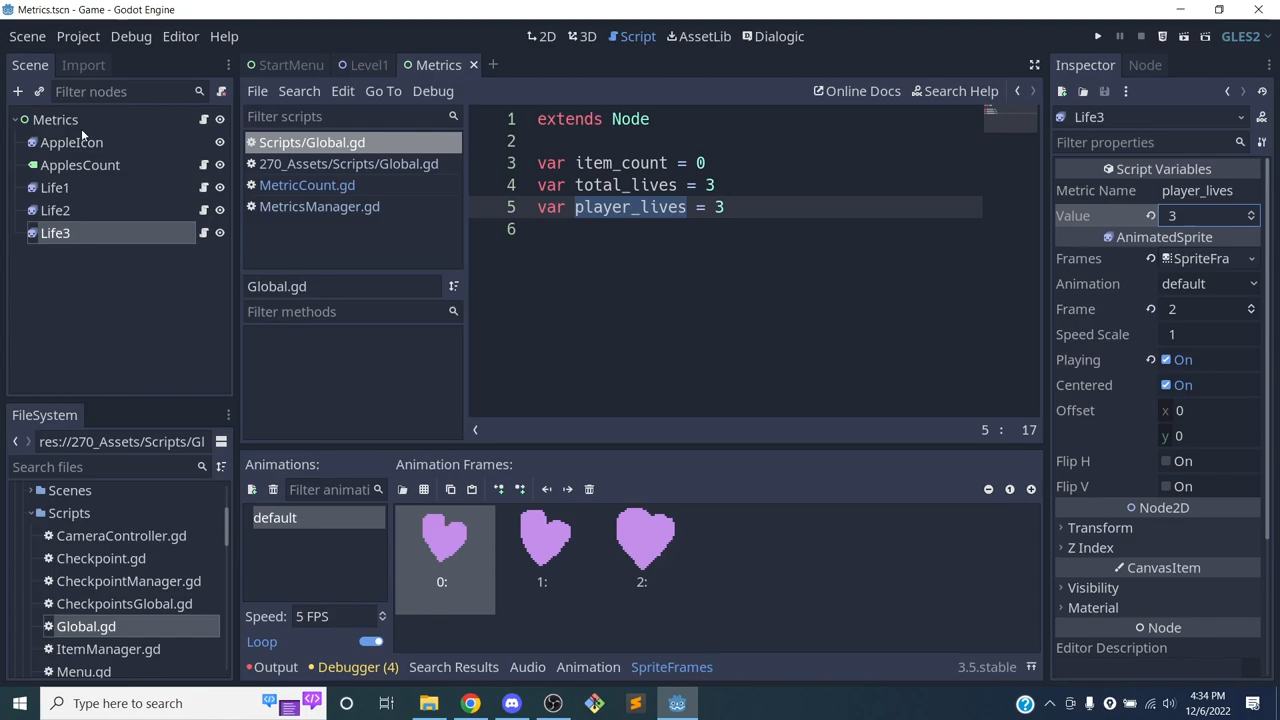 Metrics.tscn - Game - Godot Engine
Scene Project Debug Editor Help
2D 3D Script AssetLib Dialogic
GLES2
Scene Import
Filter nodes
Metrics
AppleIcon
ApplesCount
Life1
Life2
Life3
FileSystem
res://270_Assets/Scripts/Gl
Search files
Scenes
Scripts
CameraController.gd
Checkpoint.gd
CheckpointManager.gd
CheckpointsGlobal.gd
Global.gd
ItemManager.gd
Menu.gd
StartMenu Level1 Metrics
File Search Edit Go To Debug
Online Docs Search Help
Filter scripts
Scripts/Global.gd
270_Assets/Scripts/Global.gd
MetricCount.gd
MetricsManager.gd
Global.gd
Filter methods
1 extends Node
2
3 var item_count = 0
4 var total_lives = 3
5 var player_lives = 3
6
5 : 17
Animations:
Filter animati
default
Speed: 5 FPS
Loop
Animation Frames:
0: 1: 2:
Output Debugger (4) Search Results Audio Animation SpriteFrames
3.5.stable
Inspector Node
Life3
Filter properties
Script Variables
Metric Name player_lives
Value 3
AnimatedSprite
Frames SpriteFra
Animation default
Frame 2
Speed Scale 1
Playing On
Centered On
Offset x 0
y 0
Flip H On
Flip V On
Node2D
Transform
Z Index
CanvasItem
Visibility
Material
Node
Editor Description
Type here to search
4:34 PM
12/6/2022